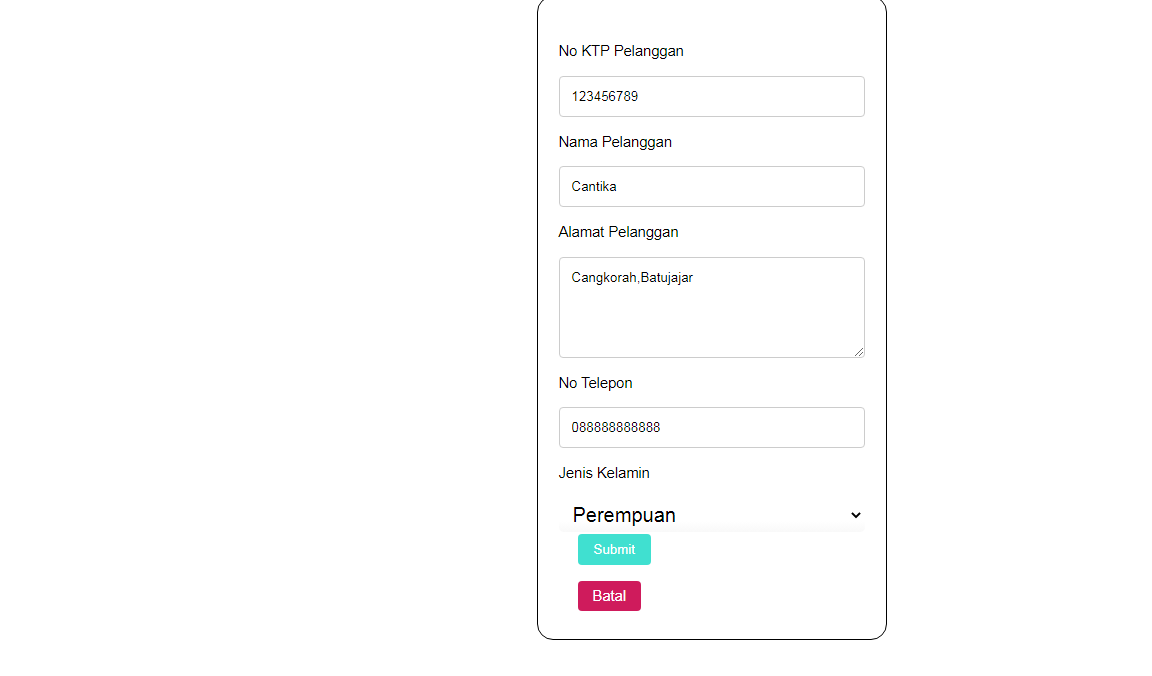 No KTP Pelanggan
123456789
Nama Pelanggan
Cantika
Alamat Pelanggan
Cangkorah,Batujajar
No Telepon
088888888888
Jenis Kelamin
Perempuan
Submit
Batal